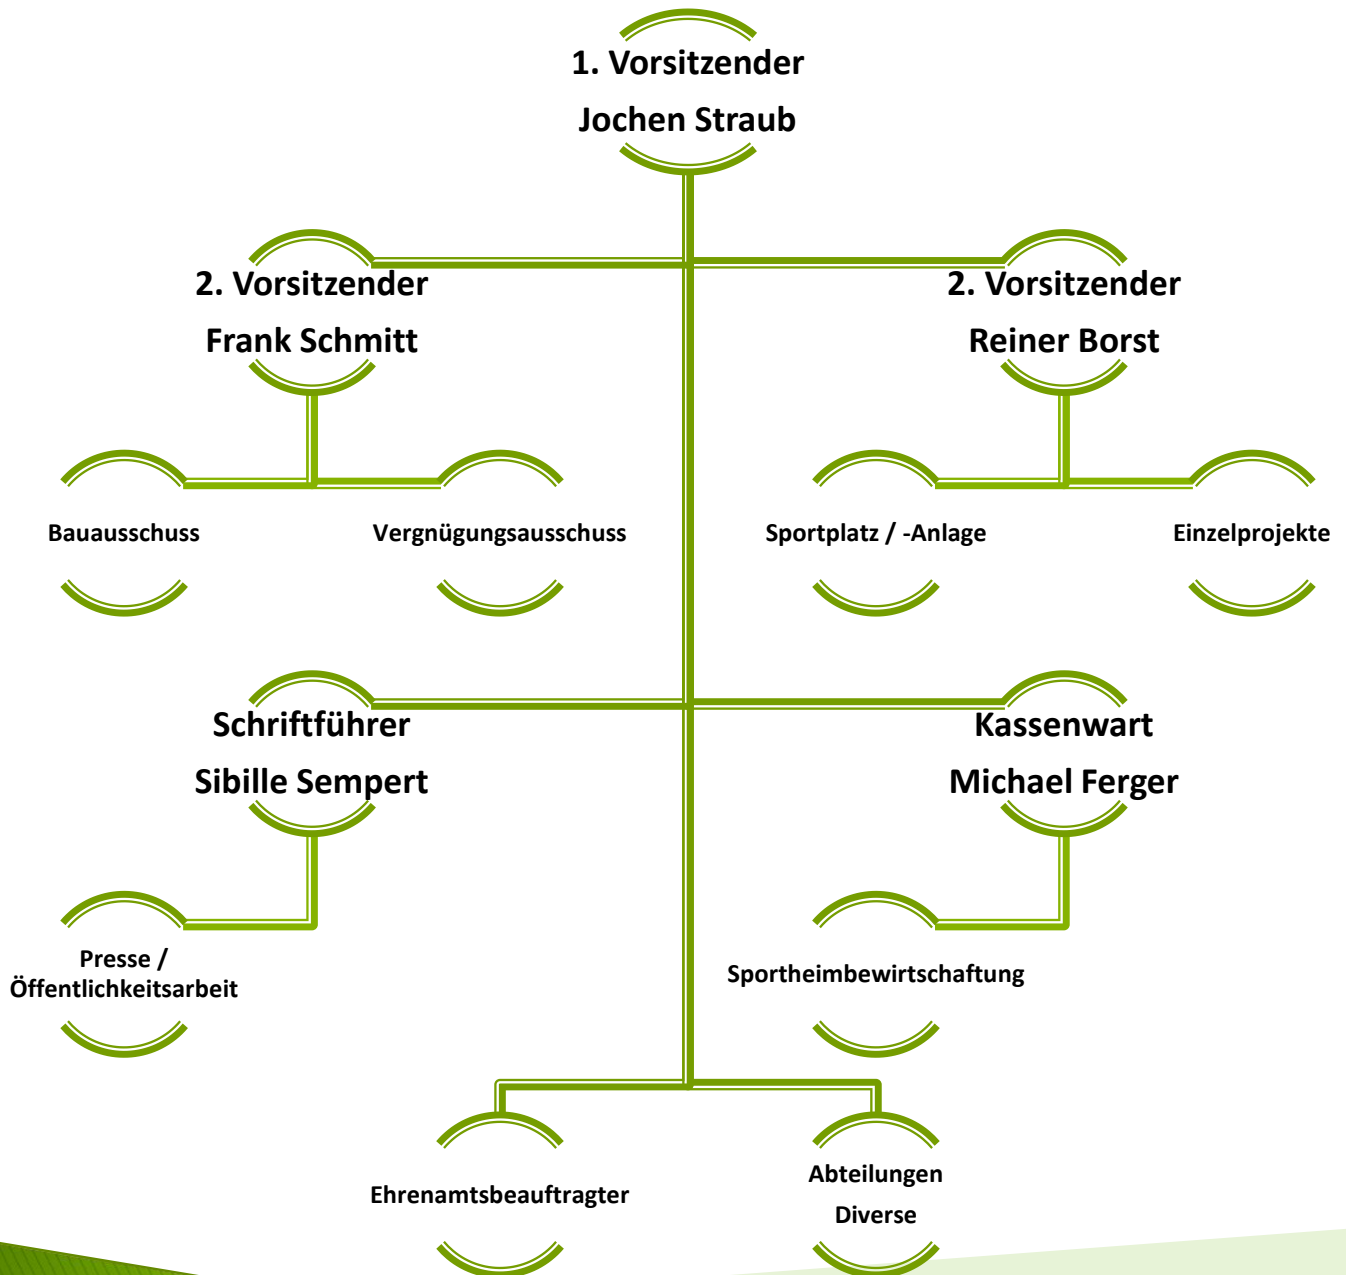 1. Vorsitzender
Jochen Straub
2. Vorsitzender
Frank Schmitt
2. Vorsitzender
Reiner Borst
Bauausschuss
Vergnügungsausschuss
Sportplatz / -Anlage
Einzelprojekte
Schriftführer
Sibille Sempert
Kassenwart
Michael Ferger
Presse /
Öffentlichkeitsarbeit
Sportheimbewirtschaftung
Ehrenamtsbeauftragter
Abteilungen
Diverse